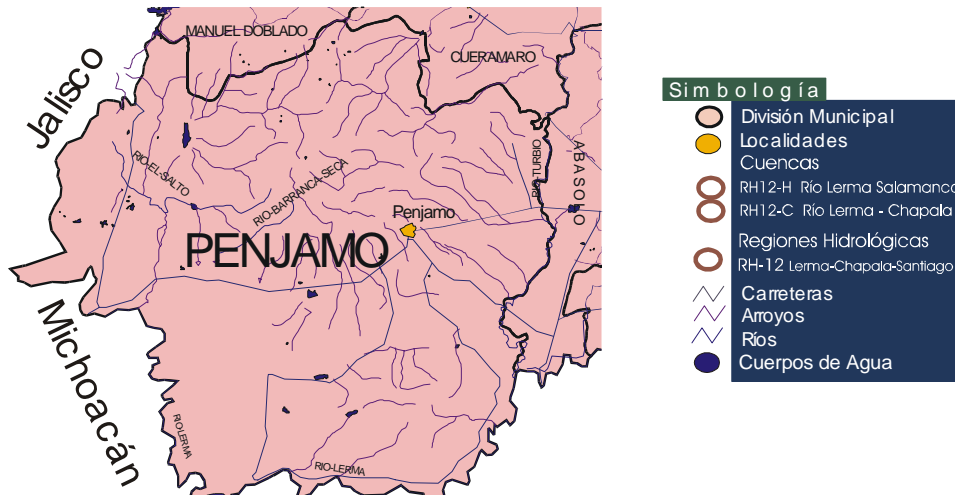 MANUEL DOBLADO
CUERAMARO
Jalisco
RIO-EL-SALTO
RIO-BARRANCA-SECA
RIO-TURBIO
ABASOLO
Penjamo
PENJAMO
Michoacán
RIO LERMA
RIO-LERMA
Simbología
División Municipal
Localidades
Cuencas
RH12-H Río Lerma Salamanca
RH12-C Río Lerma - Chapala
Regiones Hidrológicas
RH-12 Lerma-Chapala-Santiago
Carreteras
Arroyos
Ríos
Cuerpos de Agua